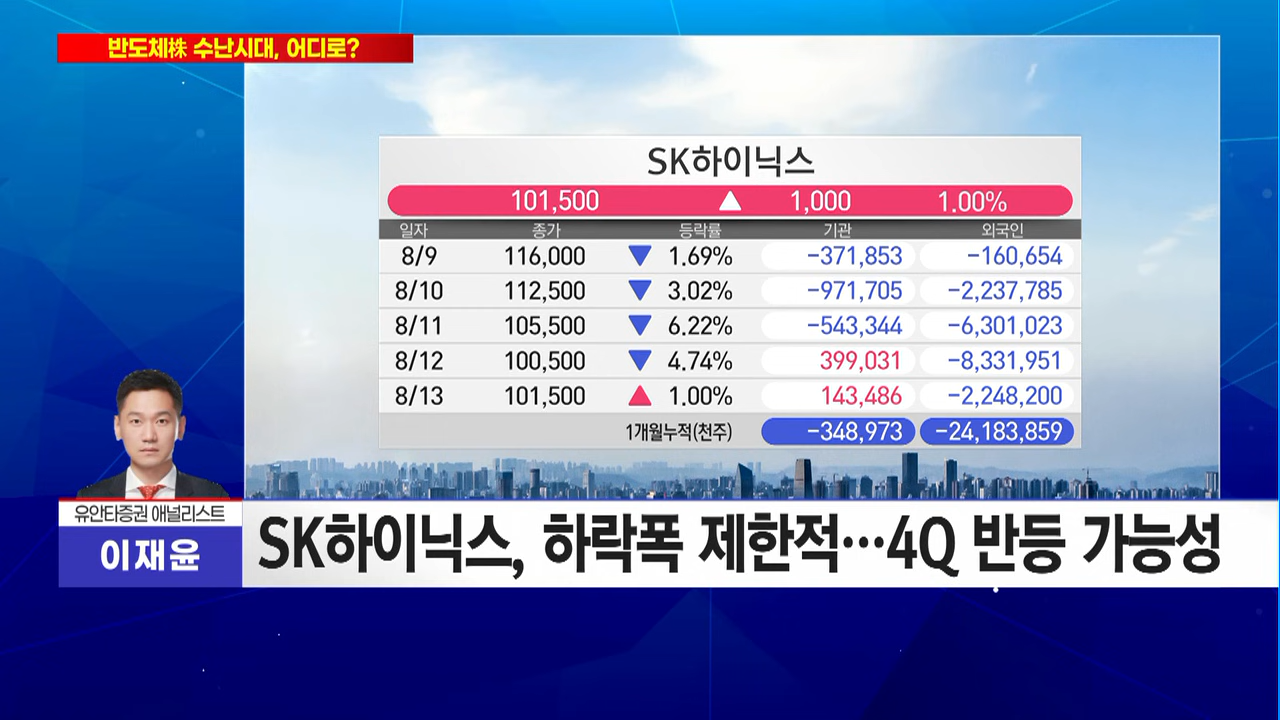 반도체株 수난시대, 어디로?
SK하이닉스
101,500 ▲ 1,000 1.00%
일자 종가 등락률 기관 외국인
8/9 116,000 ▼ 1.69% -371,853 -160,654
8/10 112,500 ▼ 3.02% -971,705 -2,237,785
8/11 105,500 ▼ 6.22% -543,344 -6,301,023
8/12 100,500 ▼ 4.74% 399,031 -8,331,951
8/13 101,500 ▲ 1.00% 143,486 -2,248,200
1개월누적(천주) -348,973 -24,183,859
유안타증권 애널리스트
이재윤
SK하이닉스, 하락폭 제한적…4Q 반등 가능성